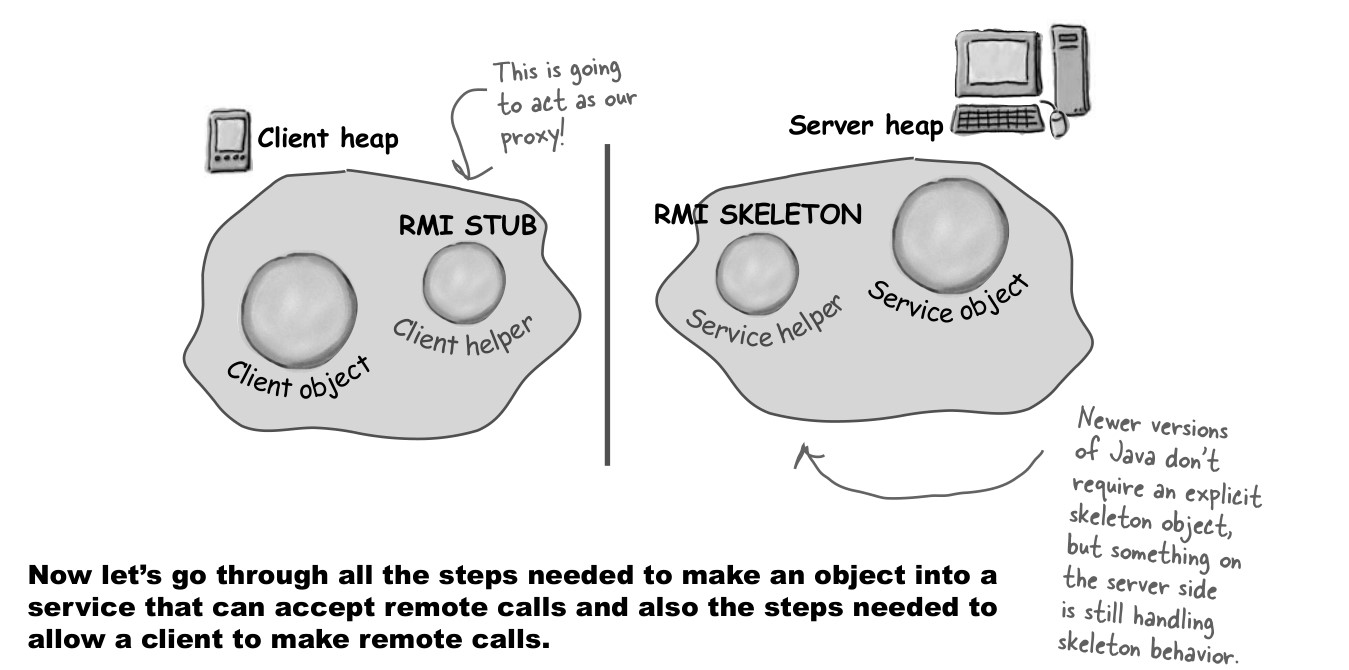 This is going
to act as our
proxy!
Client heap
Server heap
RMI STUB
RMI SKELETON
Client object
Client helper
Service helper
Service object
Newer versions
of Java don't
require an explicit
skeleton object,
but something on
the server side
is still handling
skeleton behavior.
Now let's go through all the steps needed to make an object into a
service that can accept remote calls and also the steps needed to
allow a client to make remote calls.